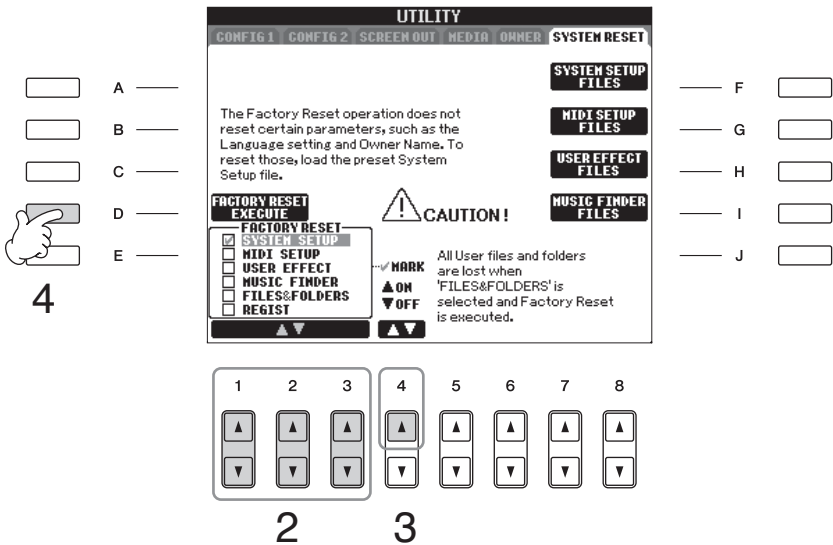 UTILITY
CONFIG 1 CONFIG 2 SCREEN OUT MEDIA OWNER SYSTEM RESET
SYSTEM SETUP
FILES
A
F
The Factory Reset operation does not
reset certain parameters, such as the
Language setting and Owner Name. To
reset those, load the preset System
Setup file.
MIDI SETUP
FILES
B
G
USER EFFECT
FILES
C
H
FACTORY RESET
EXECUTE
CAUTION!
MUSIC FINDER
FILES
D
I
FACTORY RESET
SYSTEM SETUP
MIDI SETUP
USER EFFECT
MUSIC FINDER
FILES&FOLDERS
REGIST
▲▼
✓MARK
▲ON
▼OFF
▲▼
All User files and folders
are lost when
'FILES&FOLDERS' is
selected and Factory Reset
is executed.
E
J
4
1 2 3 4 5 6 7 8
▲ ▲ ▲ ▲ ▲ ▲ ▲ ▲
▼ ▼ ▼ ▼ ▼ ▼ ▼ ▼
2 3